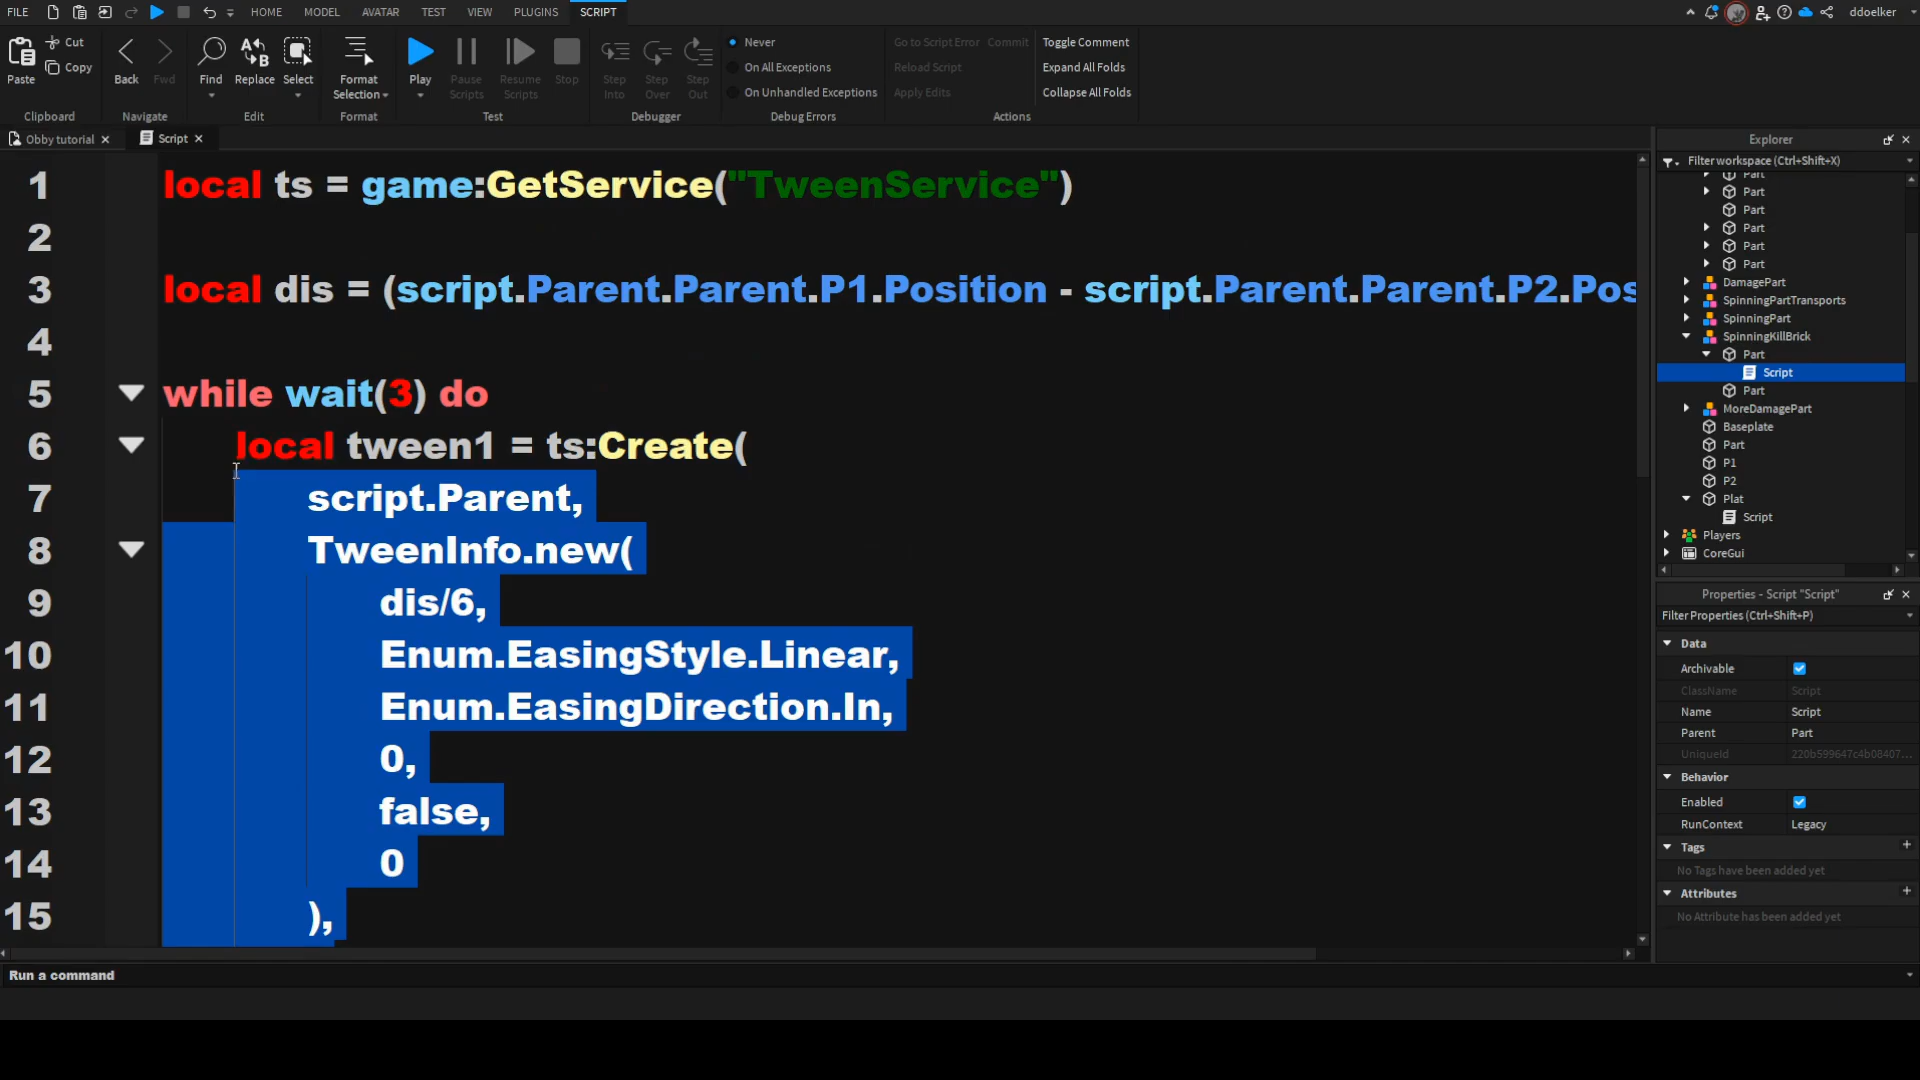 FILE HOME MODEL AVATAR TEST VIEW PLUGINS SCRIPT ddoelker
Paste Cut Copy
Back Fwd
Find Replace Select
Format Selection
Play Pause Scripts Resume Scripts Stop
Step Into Step Over Step Out
Never
On All Exceptions
On Unhandled Exceptions
Go to Script Error Commit
Reload Script
Apply Edits
Toggle Comment
Expand All Folds
Collapse All Folds
Clipboard Navigate Edit Format Test Debugger Debug Errors Actions
Obby tutorial Script
1 local ts = game:GetService("TweenService")
2
3 local dis = (script.Parent.Parent.P1.Position - script.Parent.Parent.P2.Pos
4
5 while wait(3) do
6 local tween1 = ts:Create(
7 script.Parent,
8 TweenInfo.new(
9 dis/6,
10 Enum.EasingStyle.Linear,
11 Enum.EasingDirection.In,
12 0,
13 false,
14 0
15 ),
Run a command
Explorer
Filter workspace (Ctrl+Shift+X)
Part
Part
Part
Part
Part
Part
DamagePart
SpinningPartTransports
SpinningPart
SpinningKillBrick
Part
Script
Part
MoreDamagePart
Baseplate
Part
P1
P2
Plat
Script
Players
CoreGui
Properties - Script "Script"
Filter Properties (Ctrl+Shift+P)
Data
Archivable
ClassName Script
Name Script
Parent Part
UniqueId 220b599647c4b08407...
Behavior
Enabled
RunContext Legacy
Tags
No Tags have been added yet
Attributes
No Attribute has been added yet